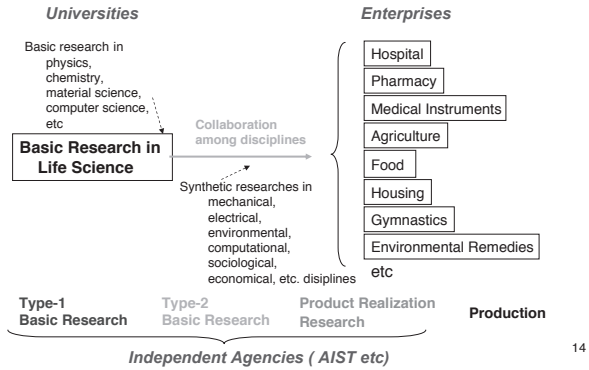 Universities
Enterprises
Basic research in
physics,
chemistry,
material science,
computer science,
etc
Basic Research in
Life Science
Collaboration
among disciplines
Synthetic researches in
mechanical,
electrical,
environmental,
computational,
sociological,
economical, etc. disiplines
Hospital
Pharmacy
Medical Instruments
Agriculture
Food
Housing
Gymnastics
Environmental Remedies
etc
Type-1
Basic Research
Type-2
Basic Research
Product Realization
Research
Production
Independent Agencies ( AIST etc)
14